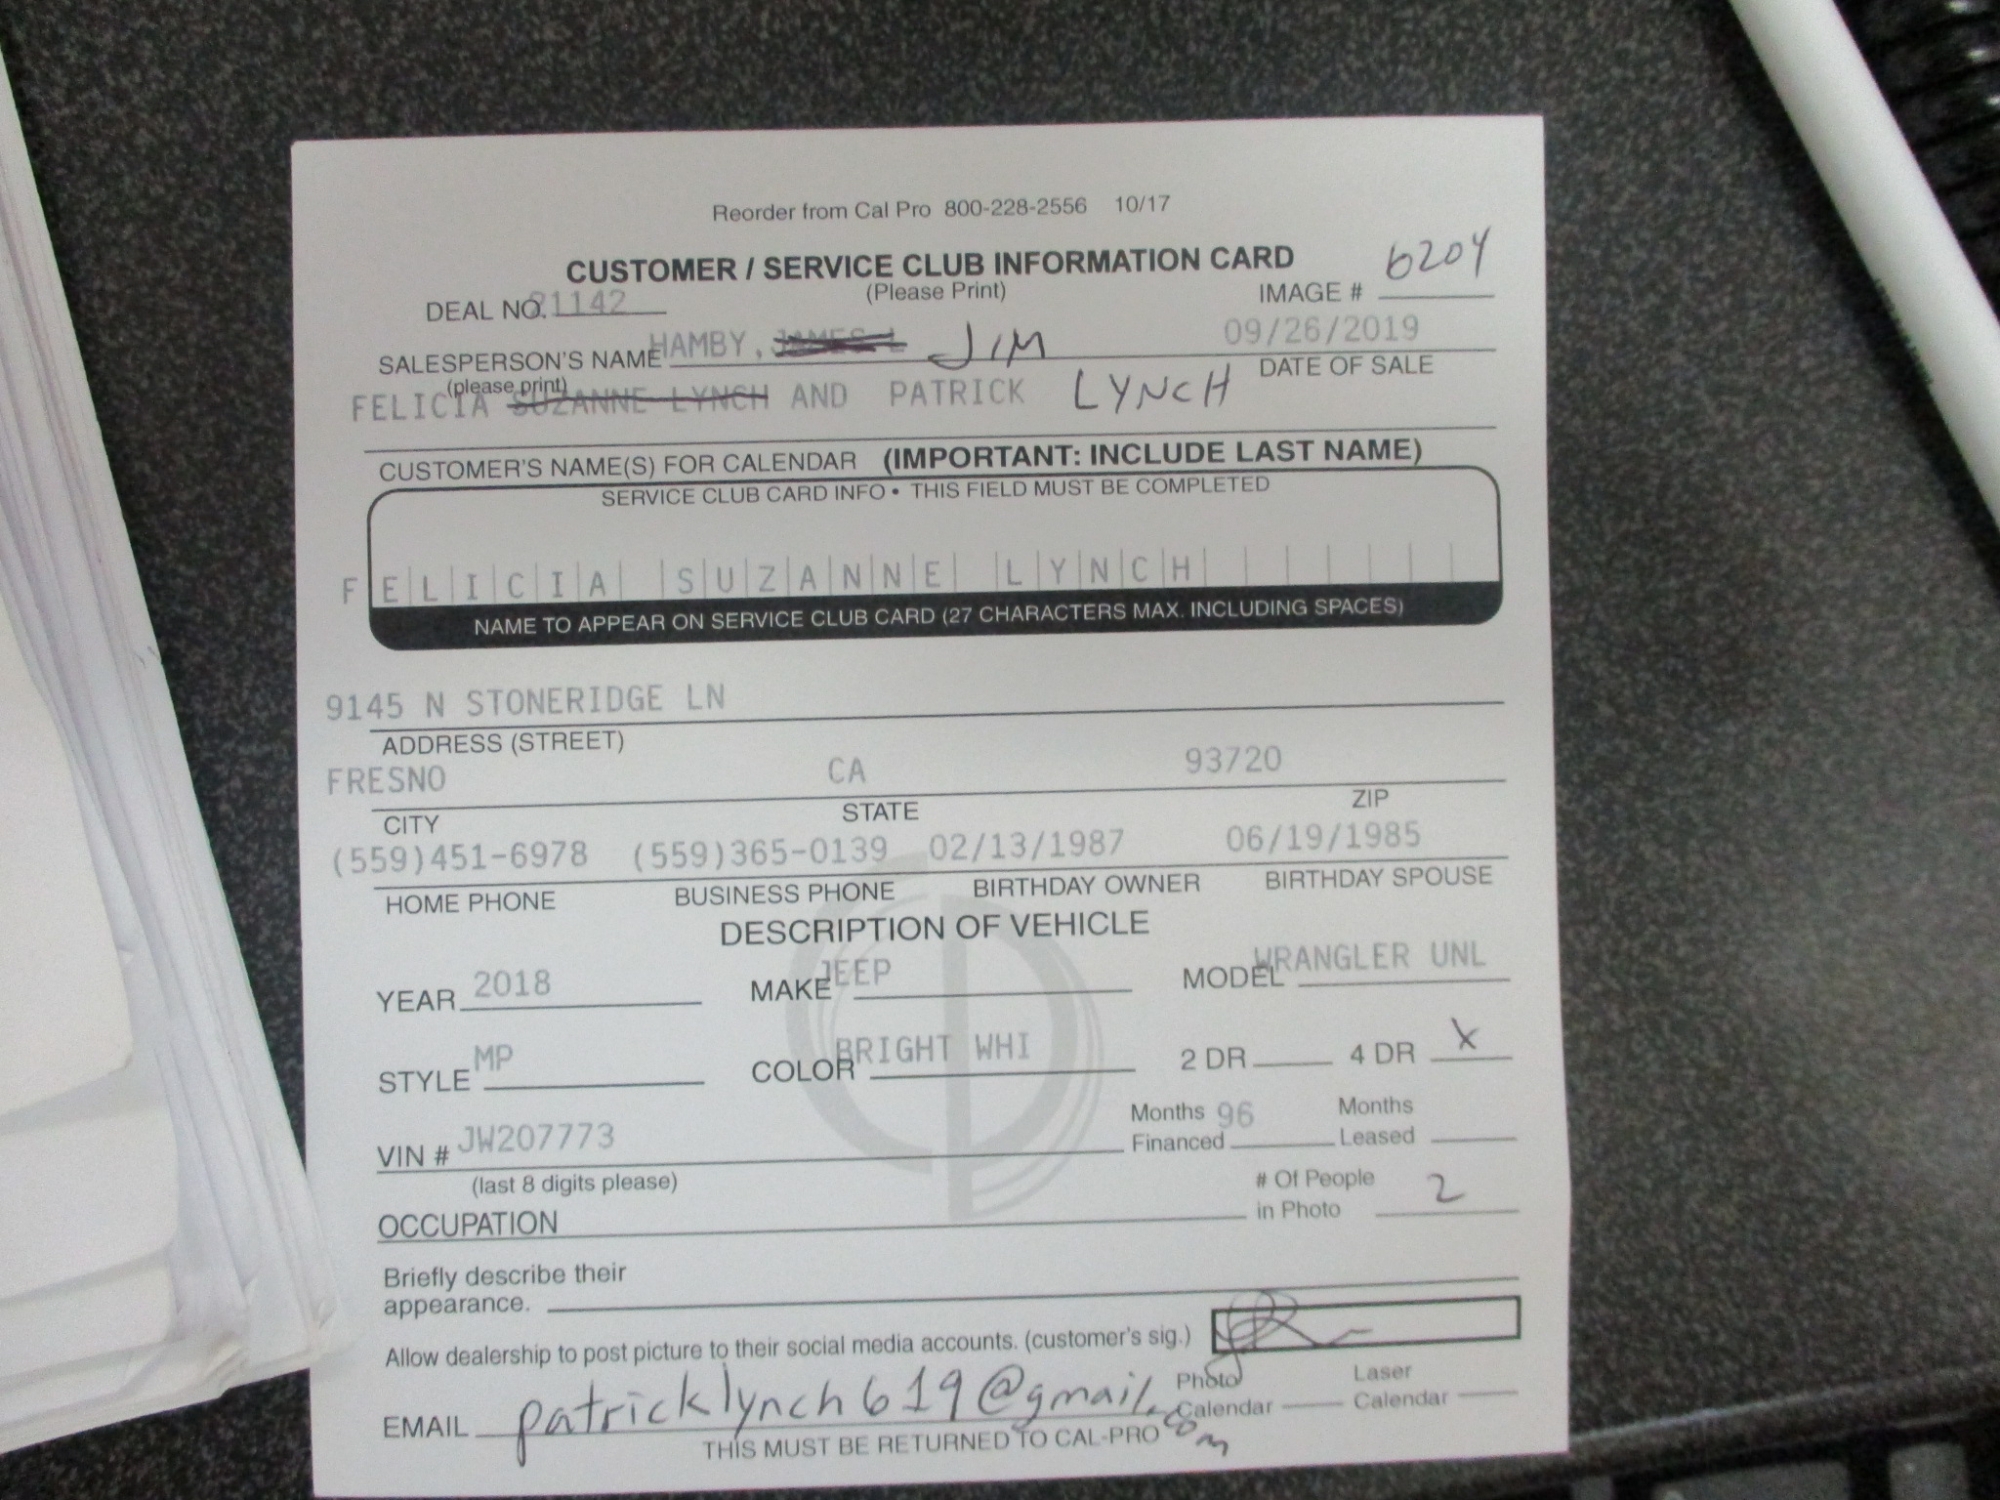 Reorder from Cal Pro 800-228-2556 10/17
CUSTOMER / SERVICE CLUB INFORMATION CARD
(Please Print)
DEAL NO. 1142
IMAGE # 6204
SALESPERSON'S NAME HAMBY, JIM
(please print)
09/26/2019
DATE OF SALE
FELICIA SUZANNE LYNCH AND PATRICK LYNCH
CUSTOMER'S NAME(S) FOR CALENDAR (IMPORTANT: INCLUDE LAST NAME)
SERVICE CLUB CARD INFO • THIS FIELD MUST BE COMPLETED
FELICIA SUZANNE LYNCH
NAME TO APPEAR ON SERVICE CLUB CARD (27 CHARACTERS MAX. INCLUDING SPACES)
9145 N STONERIDGE LN
ADDRESS (STREET)
FRESNO CA 93720
CITY STATE ZIP
(559)451-6978 (559)365-0139 02/13/1987 06/19/1985
HOME PHONE BUSINESS PHONE BIRTHDAY OWNER BIRTHDAY SPOUSE
DESCRIPTION OF VEHICLE
YEAR 2018 MAKE JEEP MODEL WRANGLER UNL
STYLE MP COLOR BRIGHT WHI 2 DR 4 DR X
VIN # JW207773 Months Financed 96 Months Leased
(last 8 digits please)
OCCUPATION # Of People in Photo 2
Briefly describe their
appearance.
Allow dealership to post picture to their social media accounts. (customer's sig.)
EMAIL patricklynch619@gmail.com Photo Calendar Laser Calendar
THIS MUST BE RETURNED TO CAL-PRO